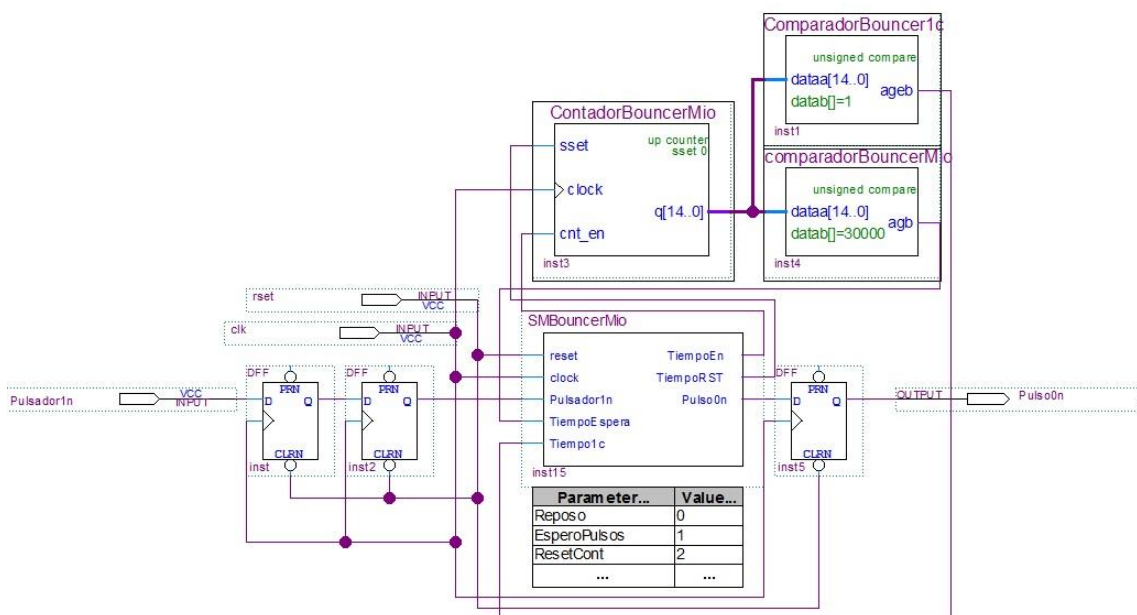 ComparadorBouncer1c
unsigned compare
dataa[14..0]
ageb
datab[]=1
inst1
ContadorBouncerMio
up counter
sset 0
sset
clock
q[14..0]
cnt_en
inst3
comparadorBouncerMio
unsigned compare
dataa[14..0]
agb
datab[]=30000
inst4
rset
INPUT
VCC
clk
INPUT
VCC
SMBouncerMio
reset
TiempoEn
clock
TiempoRST
Pulsador1n
Pulso0n
TiempoEspera
Tiempo1c
inst15
Pulsador1n
VCC
INPUT
DFF
PRN
D
Q
CLRN
inst
DFF
PRN
D
Q
CLRN
inst2
DFF
PRN
D
Q
CLRN
inst5
OUTPUT
Pulso0n
Parameter... Value...
Reposo 0
EsperoPulsos 1
ResetCont 2
... ...